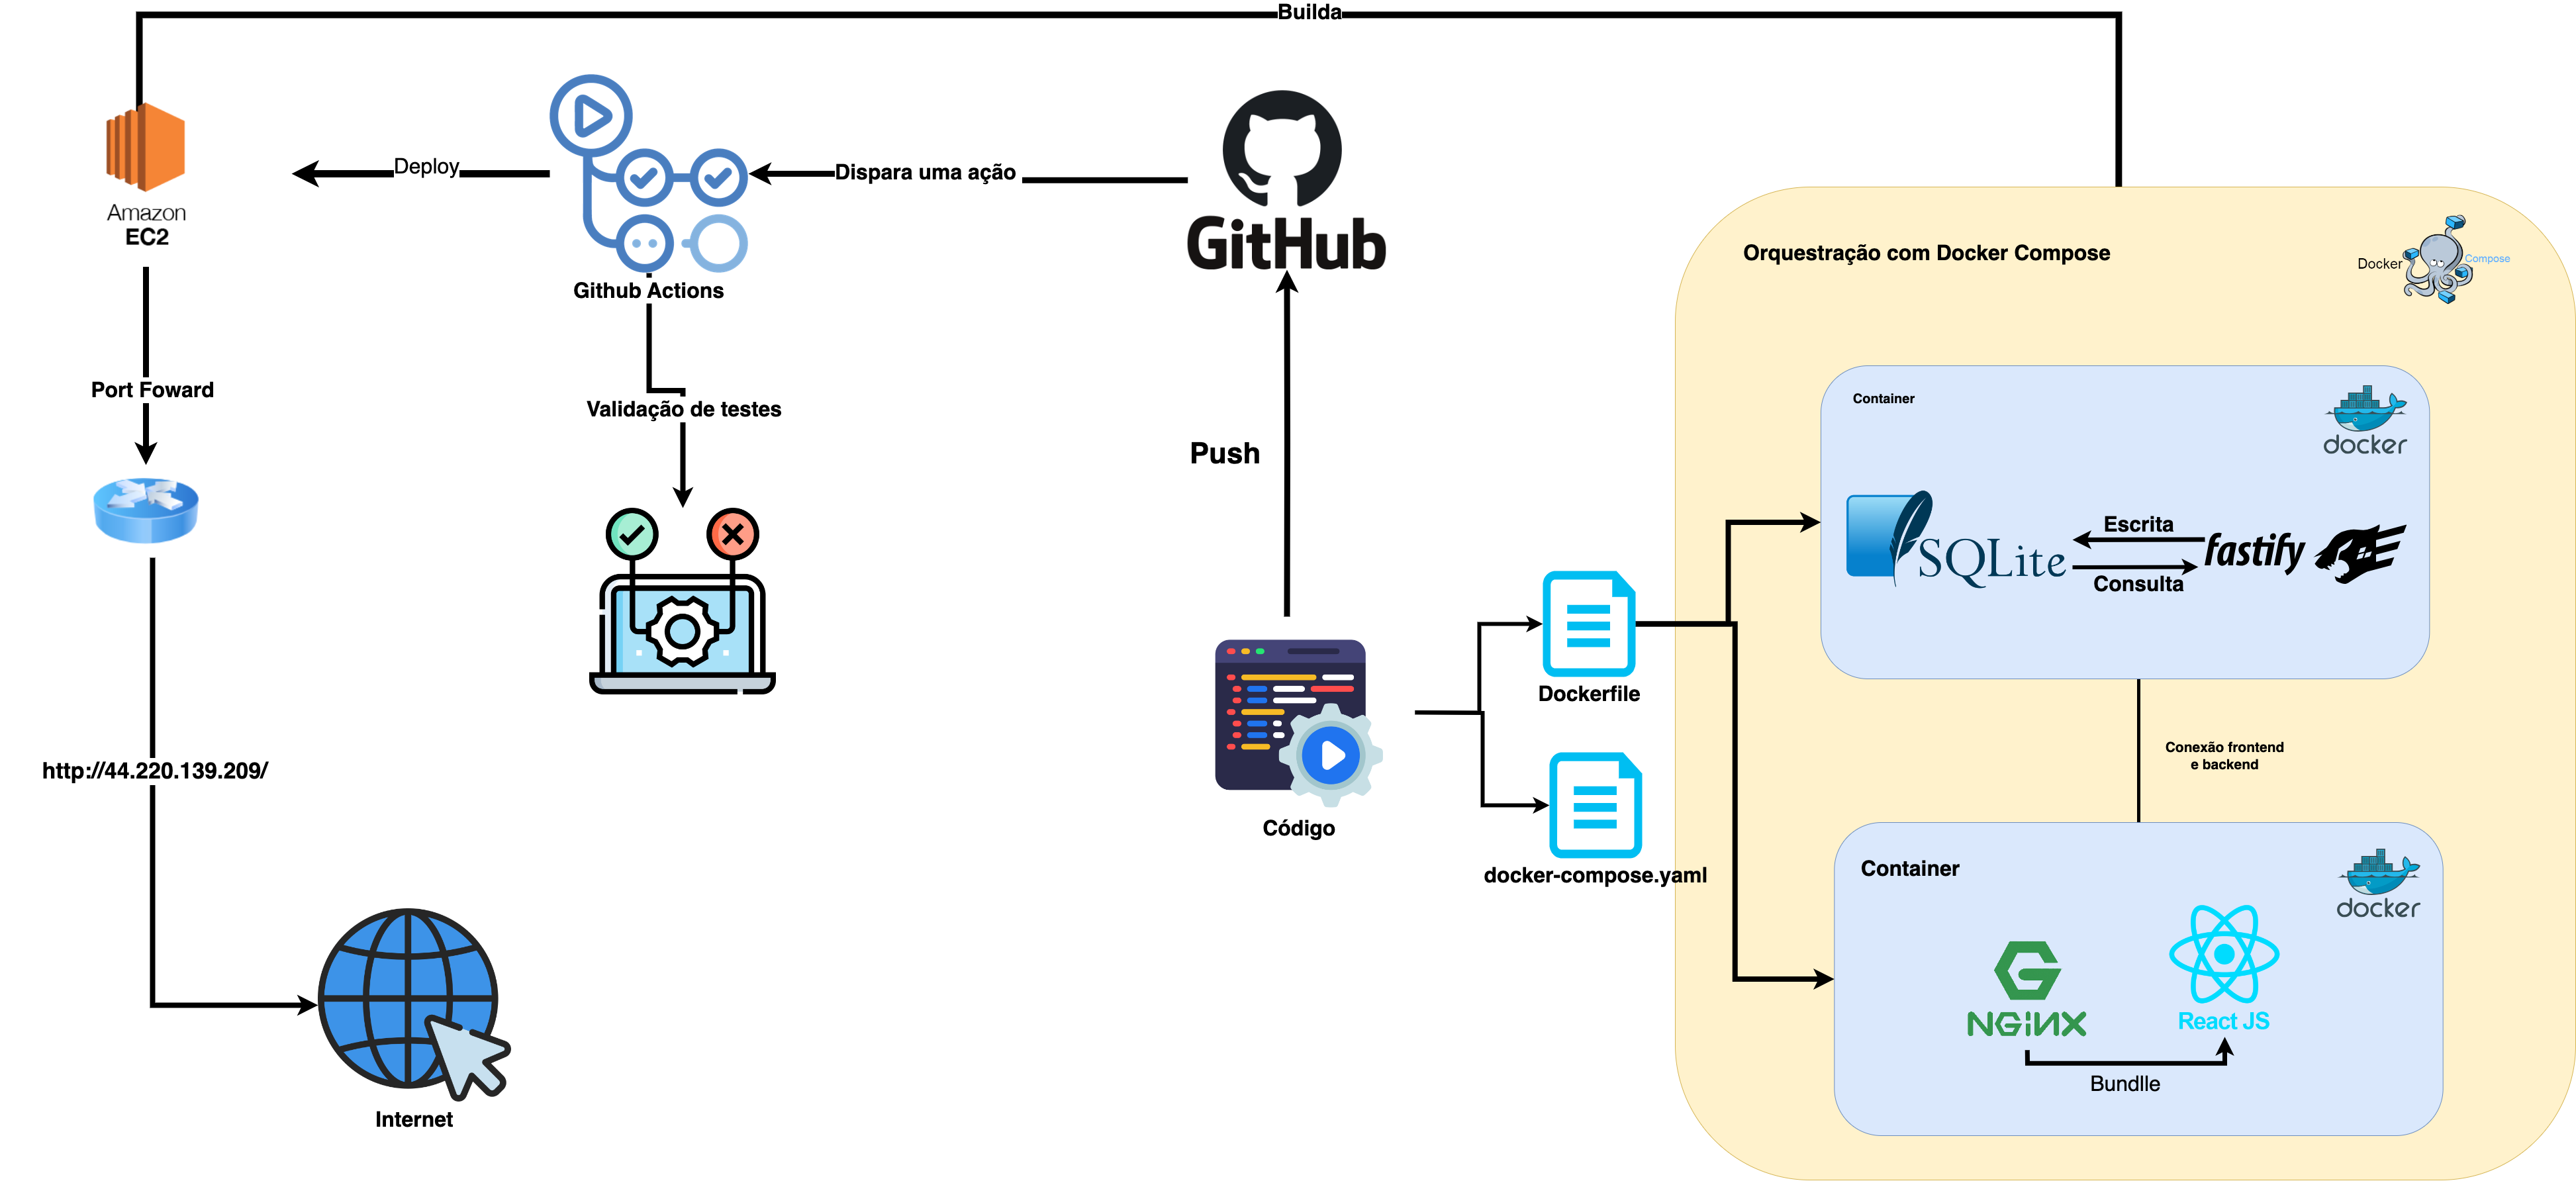 Builda
Amazon
EC2
Deploy
Github Actions
Dispara uma ação
GitHub
Orquestração com Docker Compose
Docker
Compose
Port Foward
Validação de testes
Push
Container
docker
SQLite
Escrita
Consulta
fastify
Dockerfile
http://44.220.139.209/
Código
docker-compose.yaml
Conexão frontend
e backend
Container
docker
NGiNX
React JS
Bundlle
Internet